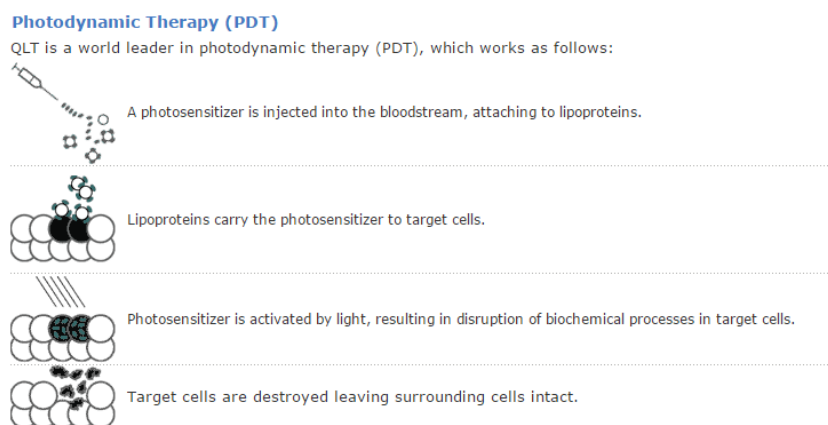 Photodynamic Therapy (PDT)
QLT is a world leader in photodynamic therapy (PDT), which works as follows:
A photosensitizer is injected into the bloodstream, attaching to lipoproteins.
Lipoproteins carry the photosensitizer to target cells.
Photosensitizer is activated by light, resulting in disruption of biochemical processes in target cells.
Target cells are destroyed leaving surrounding cells intact.